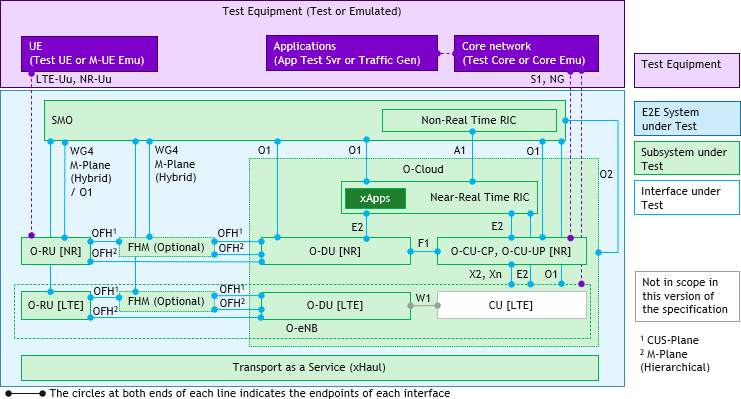 Test Equipment (Test or Emulated)
UE
(Test UE or M-UE Emu)
Applications
(App Test Svr or Traffic Gen)
Core network
(Test Core or Core Emu)
LTE-Uu, NR-Uu
S1, NG
Test Equipment
SMO
Non-Real Time RIC
E2E System
under Test
WG4
M-Plane
(Hybrid)
/ O1
WG4
M-Plane
(Hybrid)
O1
O1
A1
O1
O2
Subsystem under
Test
O-Cloud
xApps
Near-Real Time RIC
Interface under
Test
E2
E2
OFH¹
OFH²
OFH¹
OFH²
O-RU [NR]
FHM (Optional)
O-DU [NR]
F1
O-CU-CP, O-CU-UP [NR]
X2, Xn
E2
O1
OFH¹
OFH²
OFH¹
OFH²
O-RU [LTE]
FHM (Optional)
O-DU [LTE]
W1
CU [LTE]
O-eNB
Not in scope in
this version of
the specification
¹ CUS-Plane
² M-Plane
(Hierarchical)
Transport as a Service (xHaul)
The circles at both ends of each line indicates the endpoints of each interface